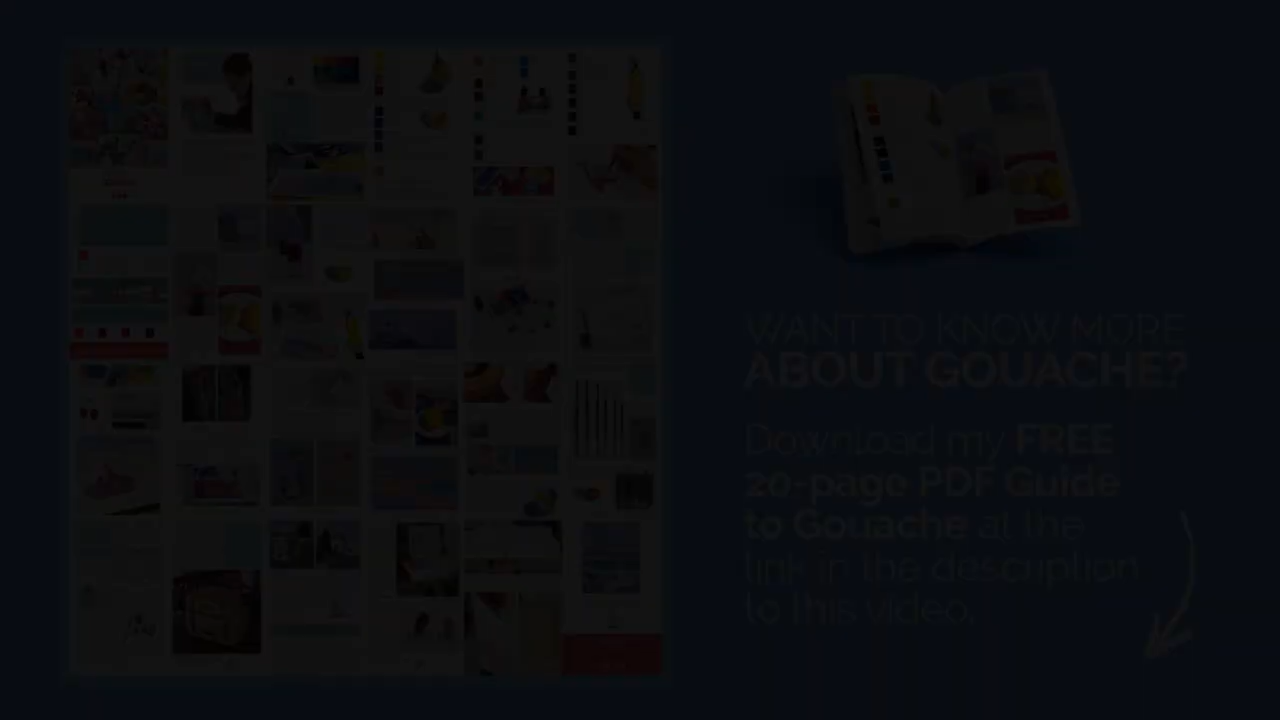 WANT TO KNOW MORE
ABOUT GOUACHE?
Download my FREE
20-page PDF Guide
to Gouache at the
link in the description
to this video.